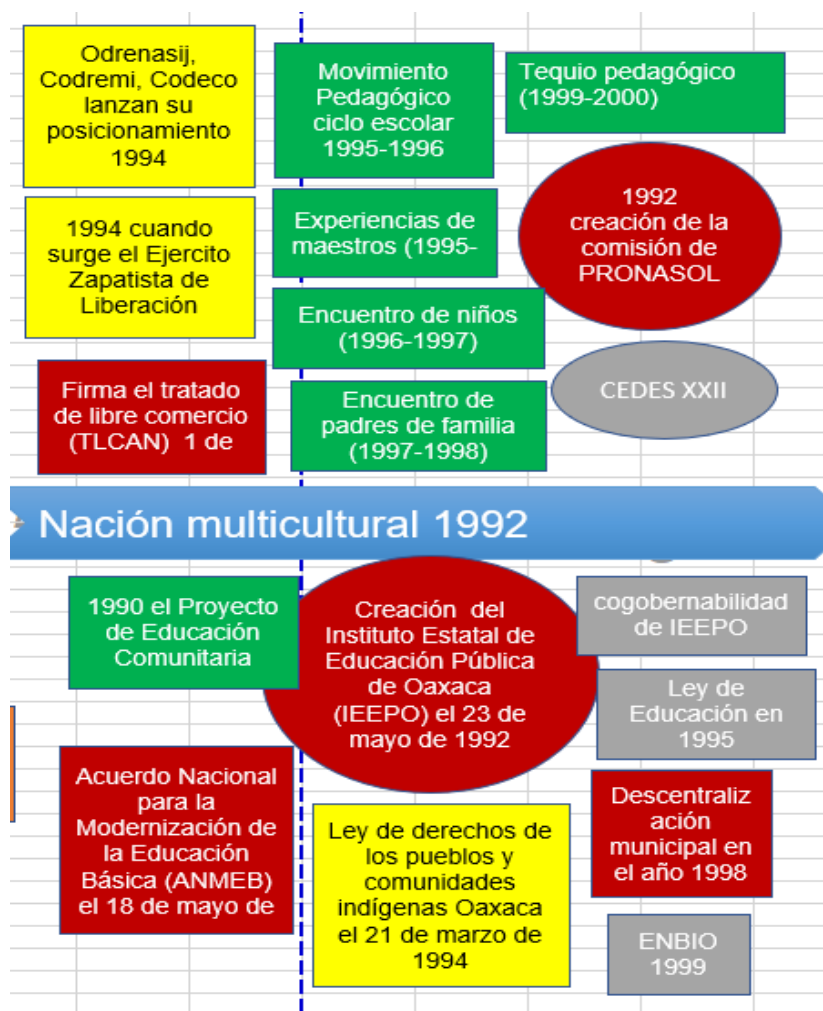 Odrenasij,
Codremi, Codeco
lanzan su
posicionamiento
1994
Movimiento
Pedagógico
ciclo escolar
1995-1996
Tequio pedagógico
(1999-2000)
1994 cuando
surge el Ejercito
Zapatista de
Liberación
Experiencias de
maestros (1995-
1992
creación de la
comisión de
PRONASOL
Encuentro de niños
(1996-1997)
Firma el tratado
de libre comercio
(TLCAN) 1 de
Encuentro de
padres de familia
(1997-1998)
CEDES XXII
Nación multicultural 1992
1990 el Proyecto
de Educación
Comunitaria
Creación del
Instituto Estatal de
Educación Pública
de Oaxaca
(IEEPO) el 23 de
mayo de 1992
cogobernabilidad
de IEEPO
Ley de
Educación en
1995
Acuerdo Nacional
para la
Modernización de
la Educación
Básica (ANMEB)
el 18 de mayo de
Ley de derechos de
los pueblos y
comunidades
indígenas Oaxaca
el 21 de marzo de
1994
Descentraliz
ación
municipal en
el año 1998
ENBIO
1999